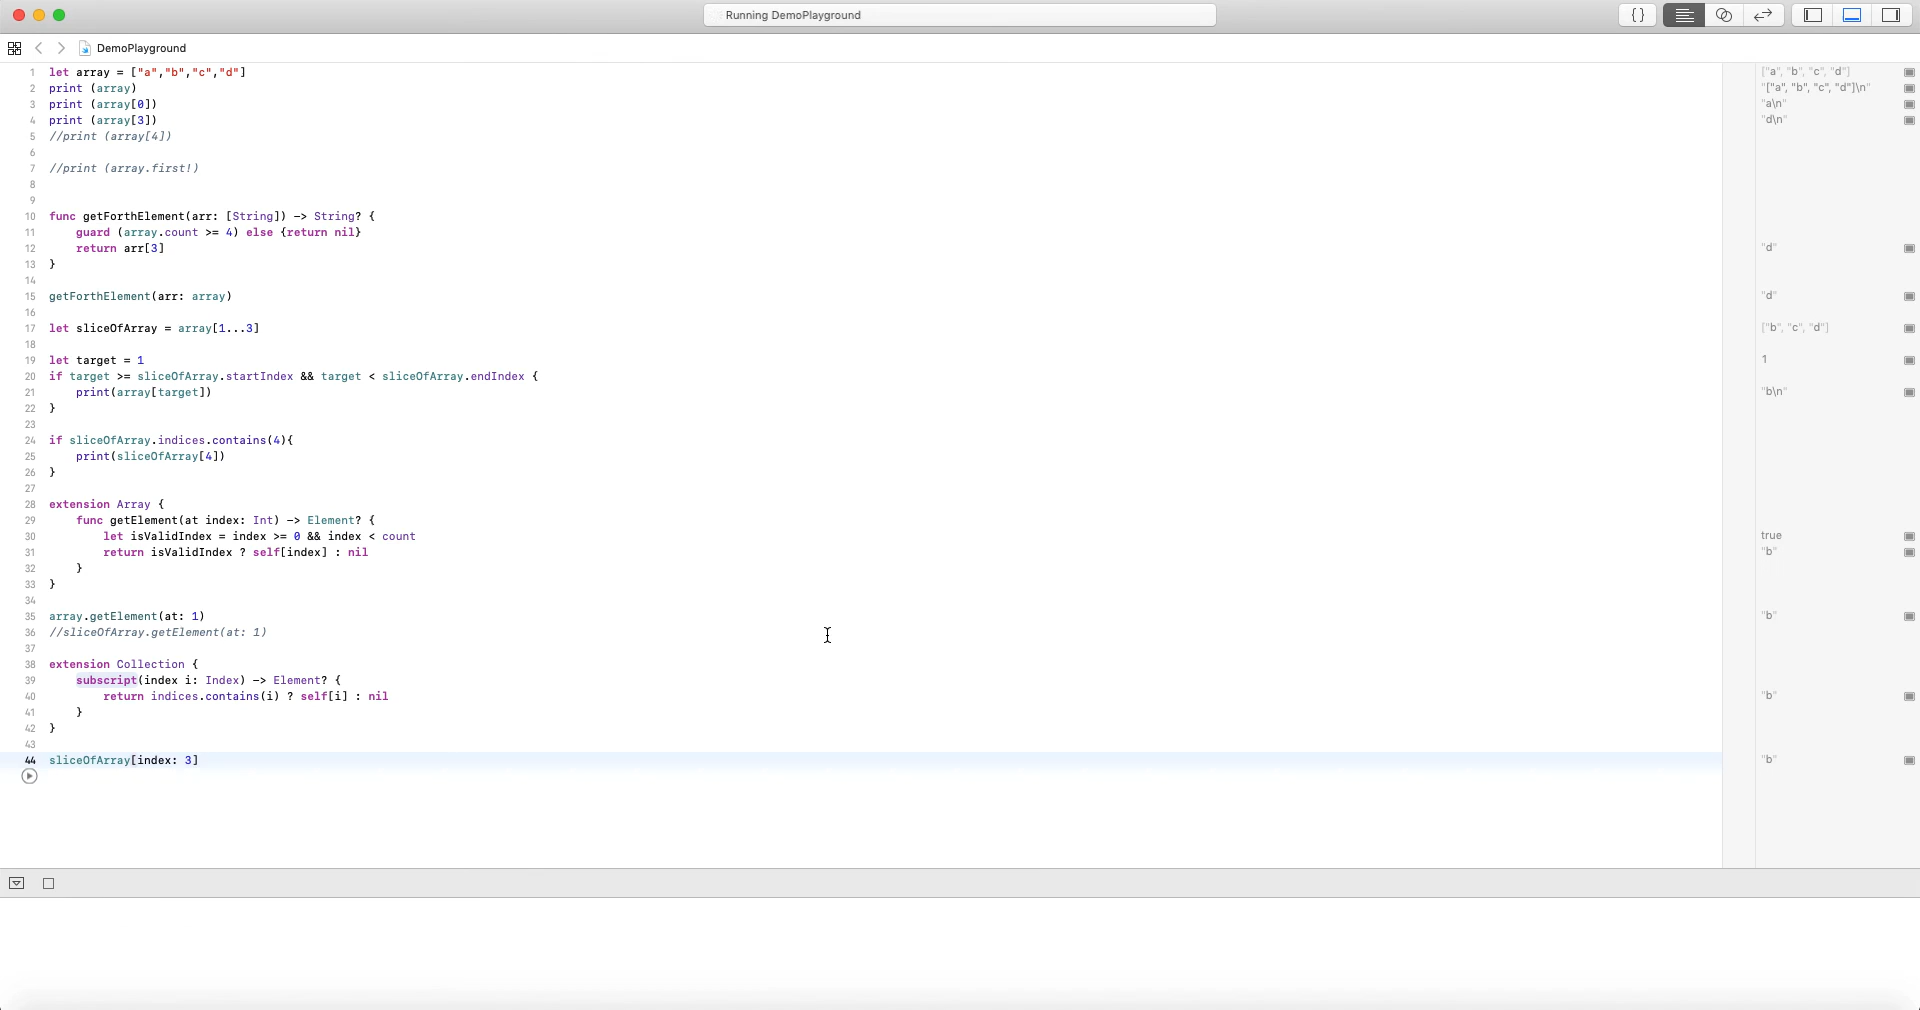 Running DemoPlayground
{ }
DemoPlayground
1 let array = ["a","b","c","d"] ["a", "b", "c", "d"]
2 print (array) "["a", "b", "c", "d"]\n"
3 print (array[0]) "a\n"
4 print (array[3]) "d\n"
5 //print (array[4])
6
7 //print (array.first!)
8
9
10 func getForthElement(arr: [String]) -> String? {
11 guard (array.count >= 4) else {return nil}
12 return arr[3] "d"
13 }
14
15 getForthElement(arr: array) "d"
16
17 let sliceOfArray = array[1...3] ["b", "c", "d"]
18
19 let target = 1 1
20 if target >= sliceOfArray.startIndex && target < sliceOfArray.endIndex {
21 print(array[target]) "b\n"
22 }
23
24 if sliceOfArray.indices.contains(4){
25 print(sliceOfArray[4])
26 }
27
28 extension Array {
29 func getElement(at index: Int) -> Element? {
30 let isValidIndex = index >= 0 && index < count true
31 return isValidIndex ? self[index] : nil "b"
32 }
33 }
34
35 array.getElement(at: 1) "b"
36 //sliceOfArray.getElement(at: 1)
37
38 extension Collection {
39 subscript(index i: Index) -> Element? {
40 return indices.contains(i) ? self[i] : nil "b"
41 }
42 }
43
44 sliceOfArray[index: 3] "b"